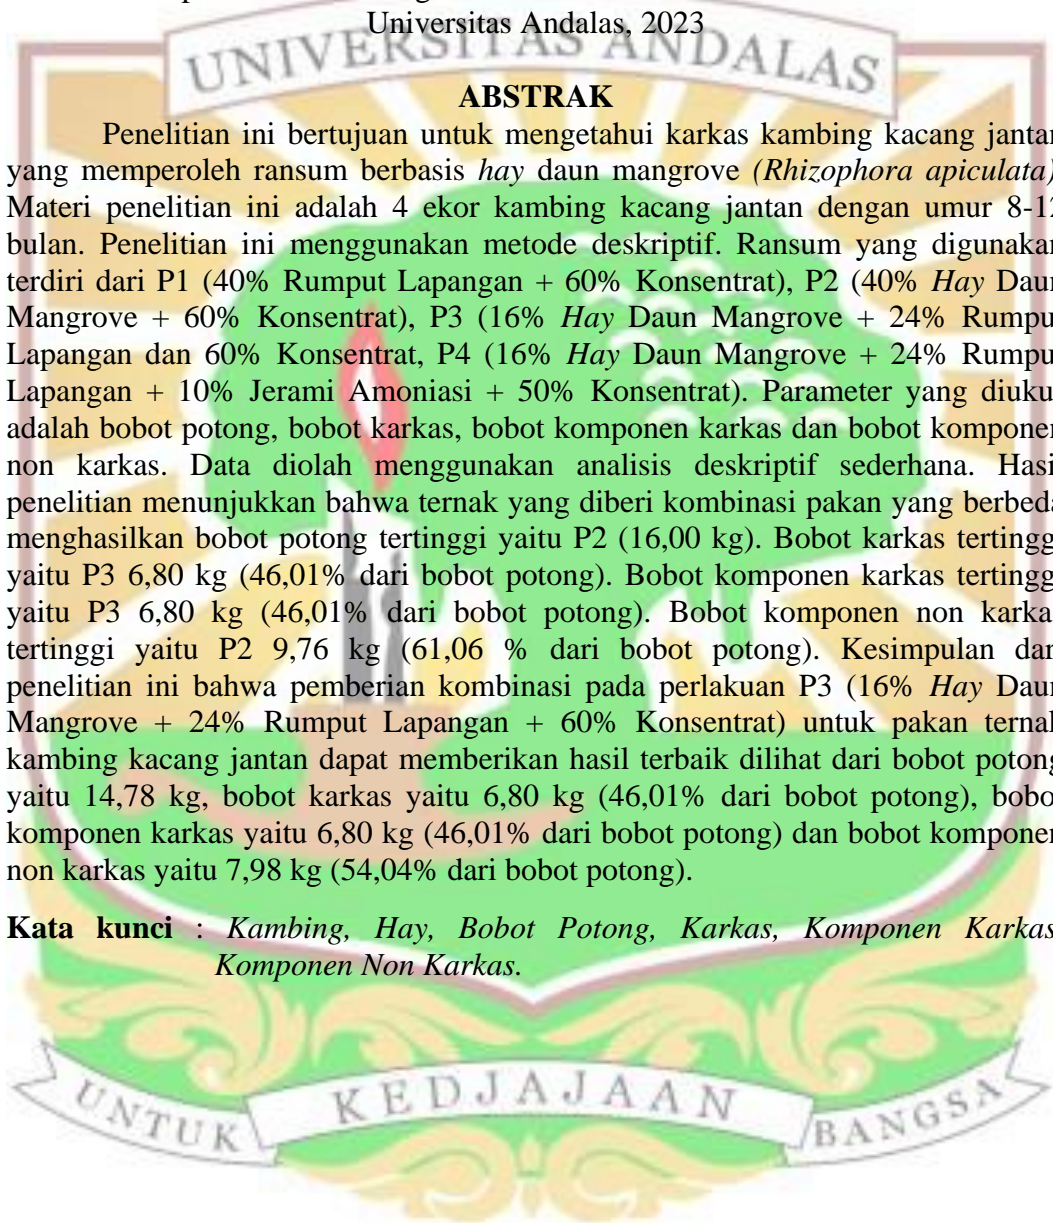 Universitas Andalas, 2023
UNIVERSITAS ANDALAS
ABSTRAK
Penelitian ini bertujuan untuk mengetahui karkas kambing kacang jantan
yang memperoleh ransum berbasis hay daun mangrove (Rhizophora apiculata)
Materi penelitian ini adalah 4 ekor kambing kacang jantan dengan umur 8-12
bulan. Penelitian ini menggunakan metode deskriptif. Ransum yang digunakan
terdiri dari P1 (40% Rumput Lapangan + 60% Konsentrat), P2 (40% Hay Daun
Mangrove + 60% Konsentrat), P3 (16% Hay Daun Mangrove + 24% Rumpu
Lapangan dan 60% Konsentrat, P4 (16% Hay Daun Mangrove + 24% Rumpu
Lapangan + 10% Jerami Amoniasi + 50% Konsentrat). Parameter yang diuku
adalah bobot potong, bobot karkas, bobot komponen karkas dan bobot komponen
non karkas. Data diolah menggunakan analisis deskriptif sederhana. Hasi
penelitian menunjukkan bahwa ternak yang diberi kombinasi pakan yang berbeda
menghasilkan bobot potong tertinggi yaitu P2 (16,00 kg). Bobot karkas tertingg
yaitu P3 6,80 kg (46,01% dari bobot potong). Bobot komponen karkas tertingg
yaitu P3 6,80 kg (46,01% dari bobot potong). Bobot komponen non karka
tertinggi yaitu P2 9,76 kg (61,06 % dari bobot potong). Kesimpulan dar
penelitian ini bahwa pemberian kombinasi pada perlakuan P3 (16% Hay Daun
Mangrove + 24% Rumput Lapangan + 60% Konsentrat) untuk pakan ternak
kambing kacang jantan dapat memberikan hasil terbaik dilihat dari bobot potong
yaitu 14,78 kg, bobot karkas yaitu 6,80 kg (46,01% dari bobot potong), bobo
komponen karkas yaitu 6,80 kg (46,01% dari bobot potong) dan bobot komponen
non karkas yaitu 7,98 kg (54,04% dari bobot potong).
Kata kunci : Kambing, Hay, Bobot Potong, Karkas, Komponen Karkas
Komponen Non Karkas.
UNTUK KEDJAJAAN BANGSA